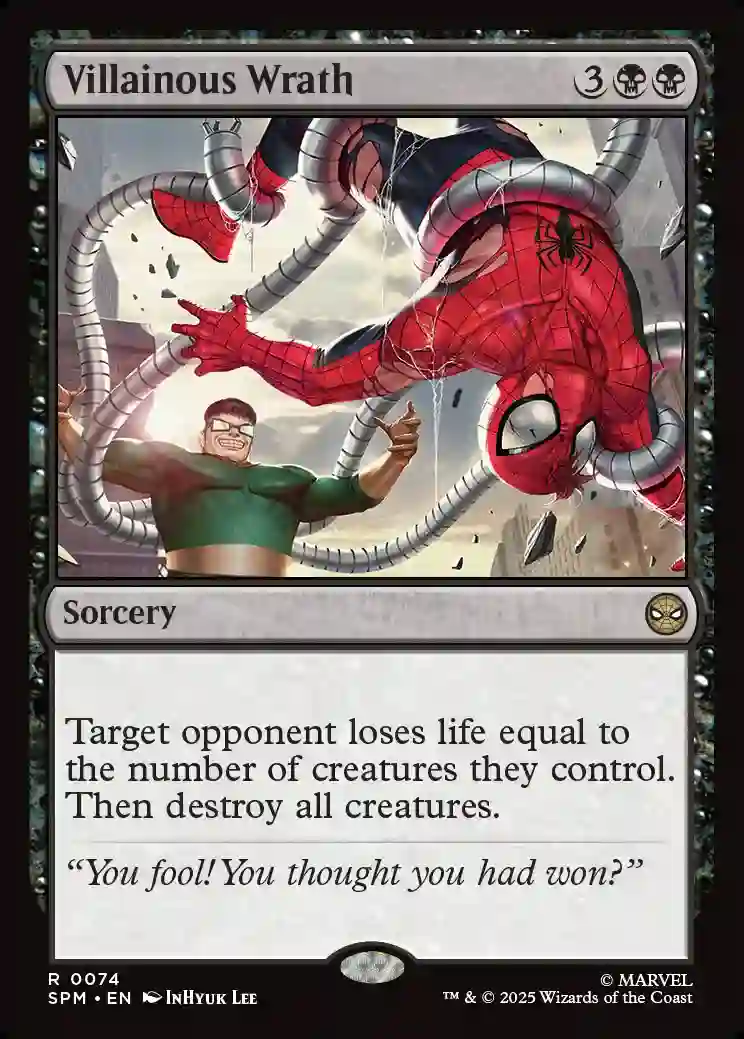 Villainous Wrath 3
Sorcery
Target opponent loses life equal to
the number of creatures they control.
Then destroy all creatures.
“You fool! You thought you had won?”
R 0074
SPM • EN InHyuk Lee
© MARVEL
™ & © 2025 Wizards of the Coast